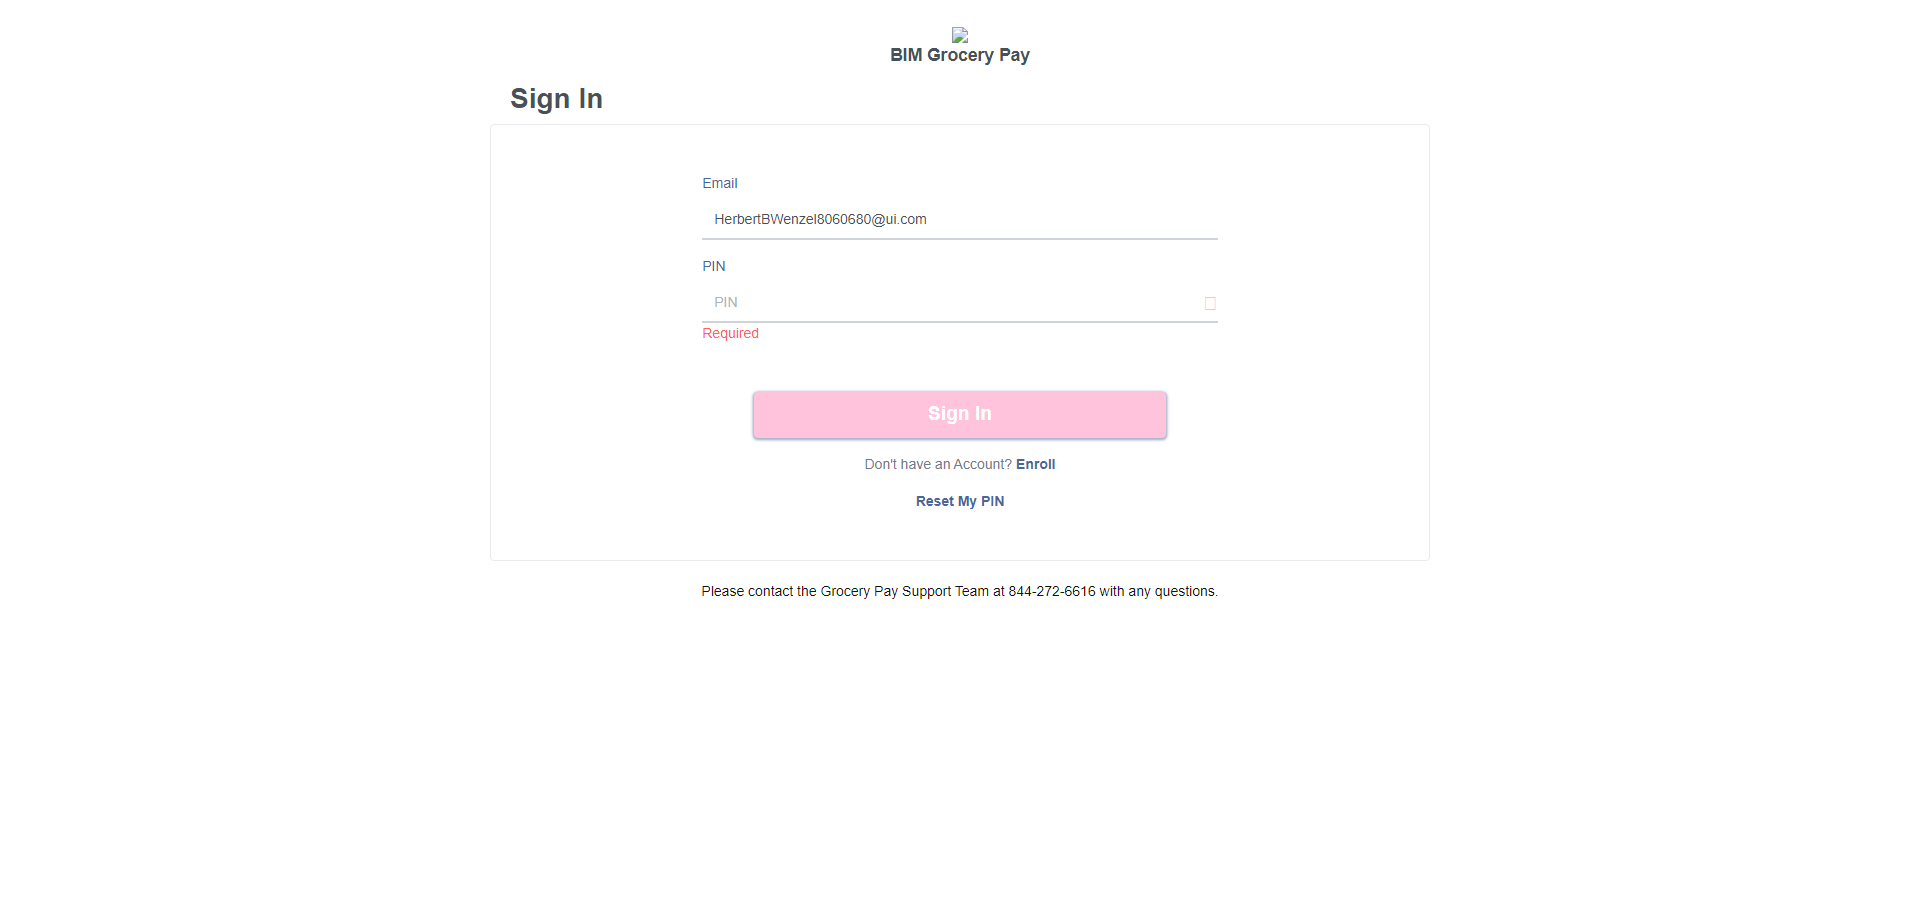 BIM Grocery Pay
Sign In
Email
HerbertBWenzel8060680@ui.com
PIN
PIN
Required
Sign In
Don't have an Account? Enroll
Reset My PIN
Please contact the Grocery Pay Support Team at 844-272-6616 with any questions.